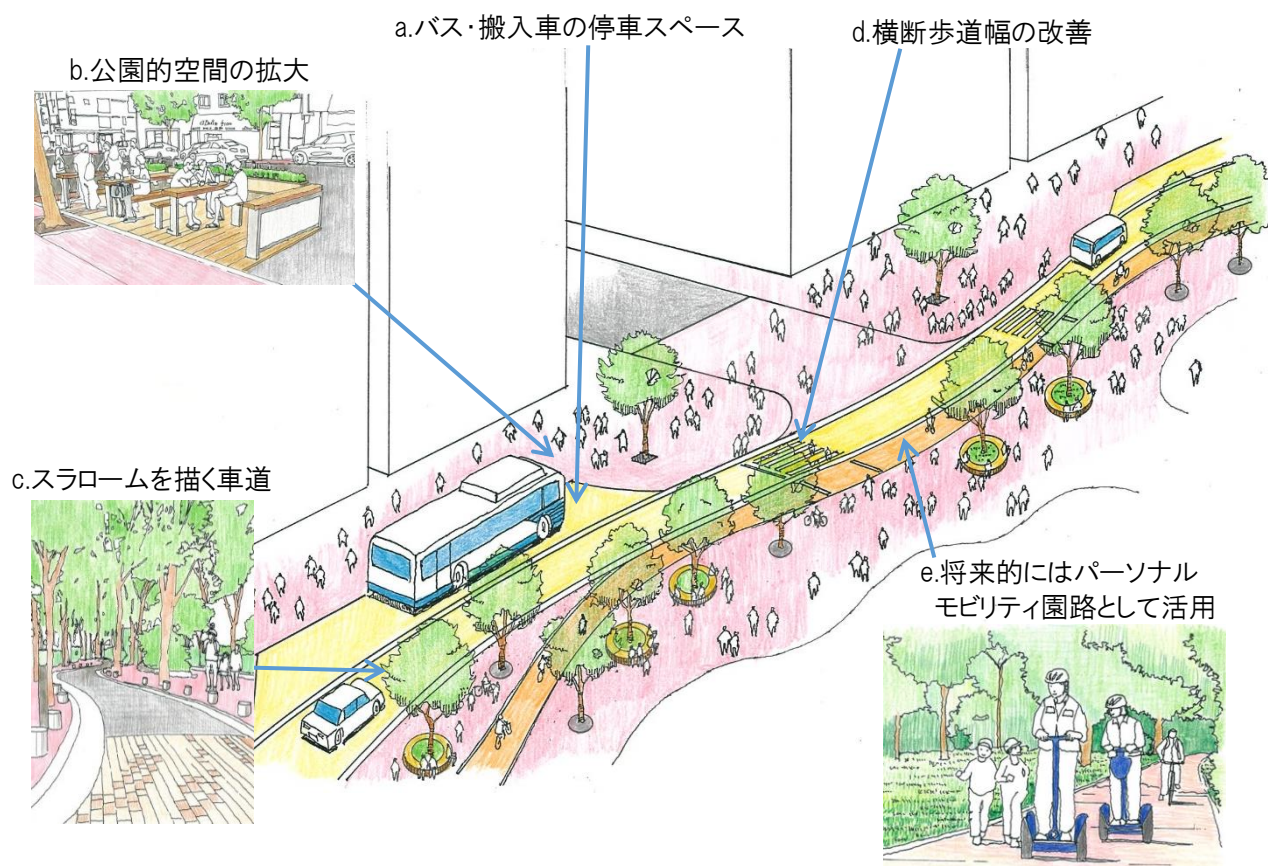 a.バス・搬入車の停車スペース
d.横断歩道幅の改善
b.公園的空間の拡大
c.スラロームを描く車道
e.将来的にはパーソナル
モビリティ園路として活用